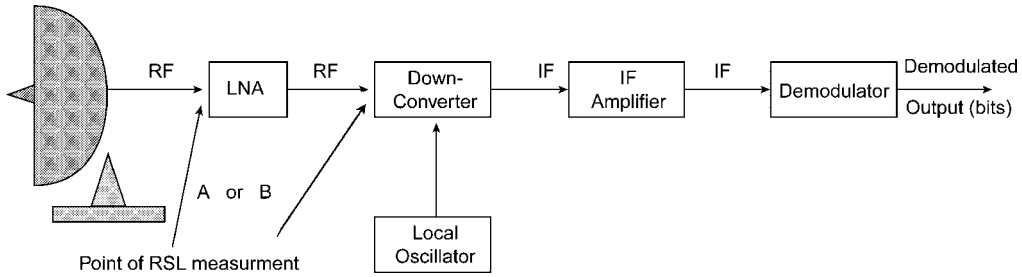 RF
LNA
RF
Down-
Converter
IF
IF
Amplifier
IF
Demodulator
Demodulated
Output (bits)
A or B
Local
Oscillator
Point of RSL measurment